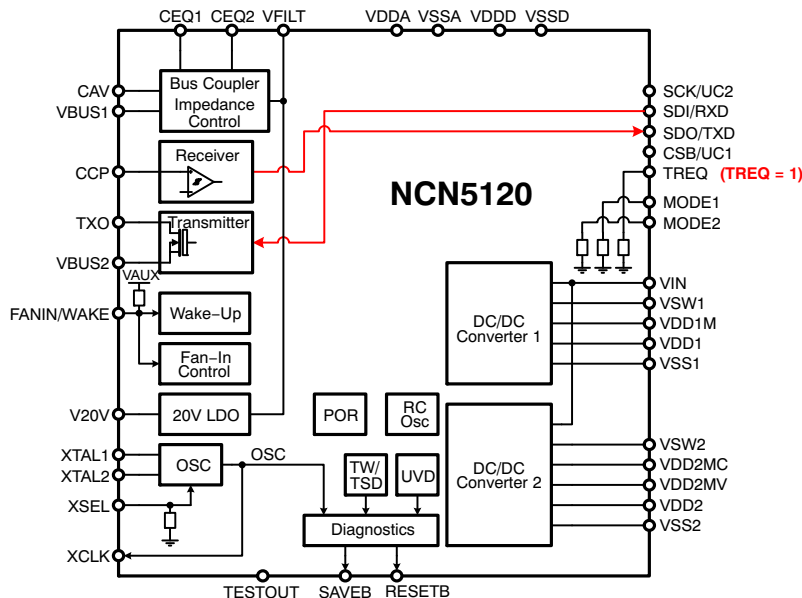 CEQ1 CEQ2 VFILT VDDA VSSA VDDD VSSD
CAV
VBUS1
Bus Coupler
Impedance
Control
SCK/UC2
SDI/RXD
SDO/TXD
CSB/UC1
TREQ (TREQ = 1)
MODE1
MODE2
CCP
Receiver
NCN5120
TXO
VBUS2
Transmitter
VAUX
FANIN/WAKE
Wake–Up
Fan–In
Control
DC/DC
Converter 1
VIN
VSW1
VDD1M
VDD1
VSS1
V20V
20V LDO
POR
RC
Osc
XTAL1
XTAL2
XSEL
XCLK
OSC
OSC
TW/
TSD
UVD
Diagnostics
DC/DC
Converter 2
VSW2
VDD2MC
VDD2MV
VDD2
VSS2
TESTOUT SAVEB RESETB